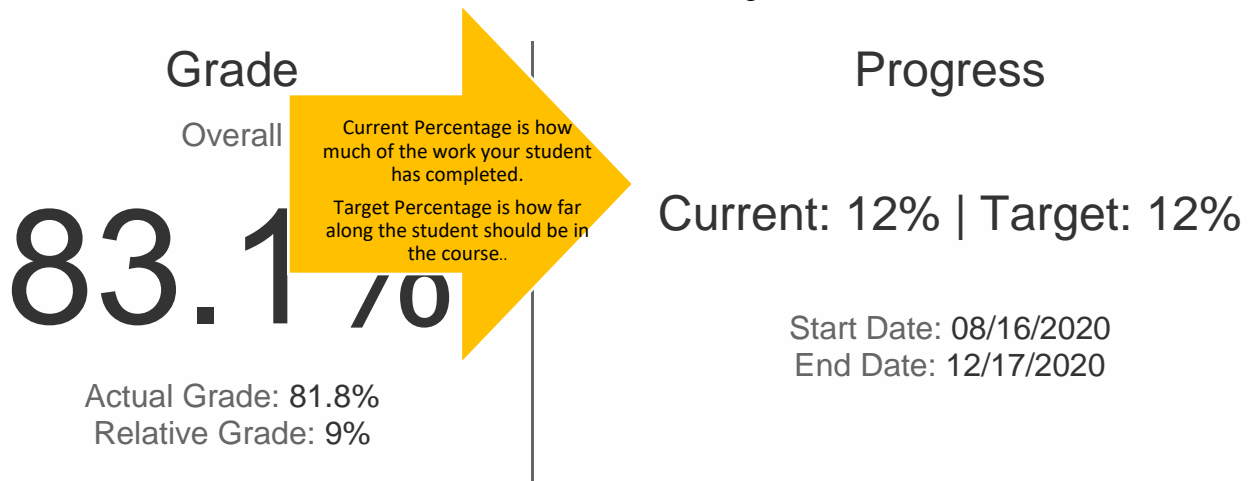 Grade
Overall
83.1%
Actual Grade: 81.8%
Relative Grade: 9%
Current Percentage is how
much of the work your student
has completed.
Target Percentage is how far
along the student should be in
the course..
Progress
Current: 12% | Target: 12%
Start Date: 08/16/2020
End Date: 12/17/2020